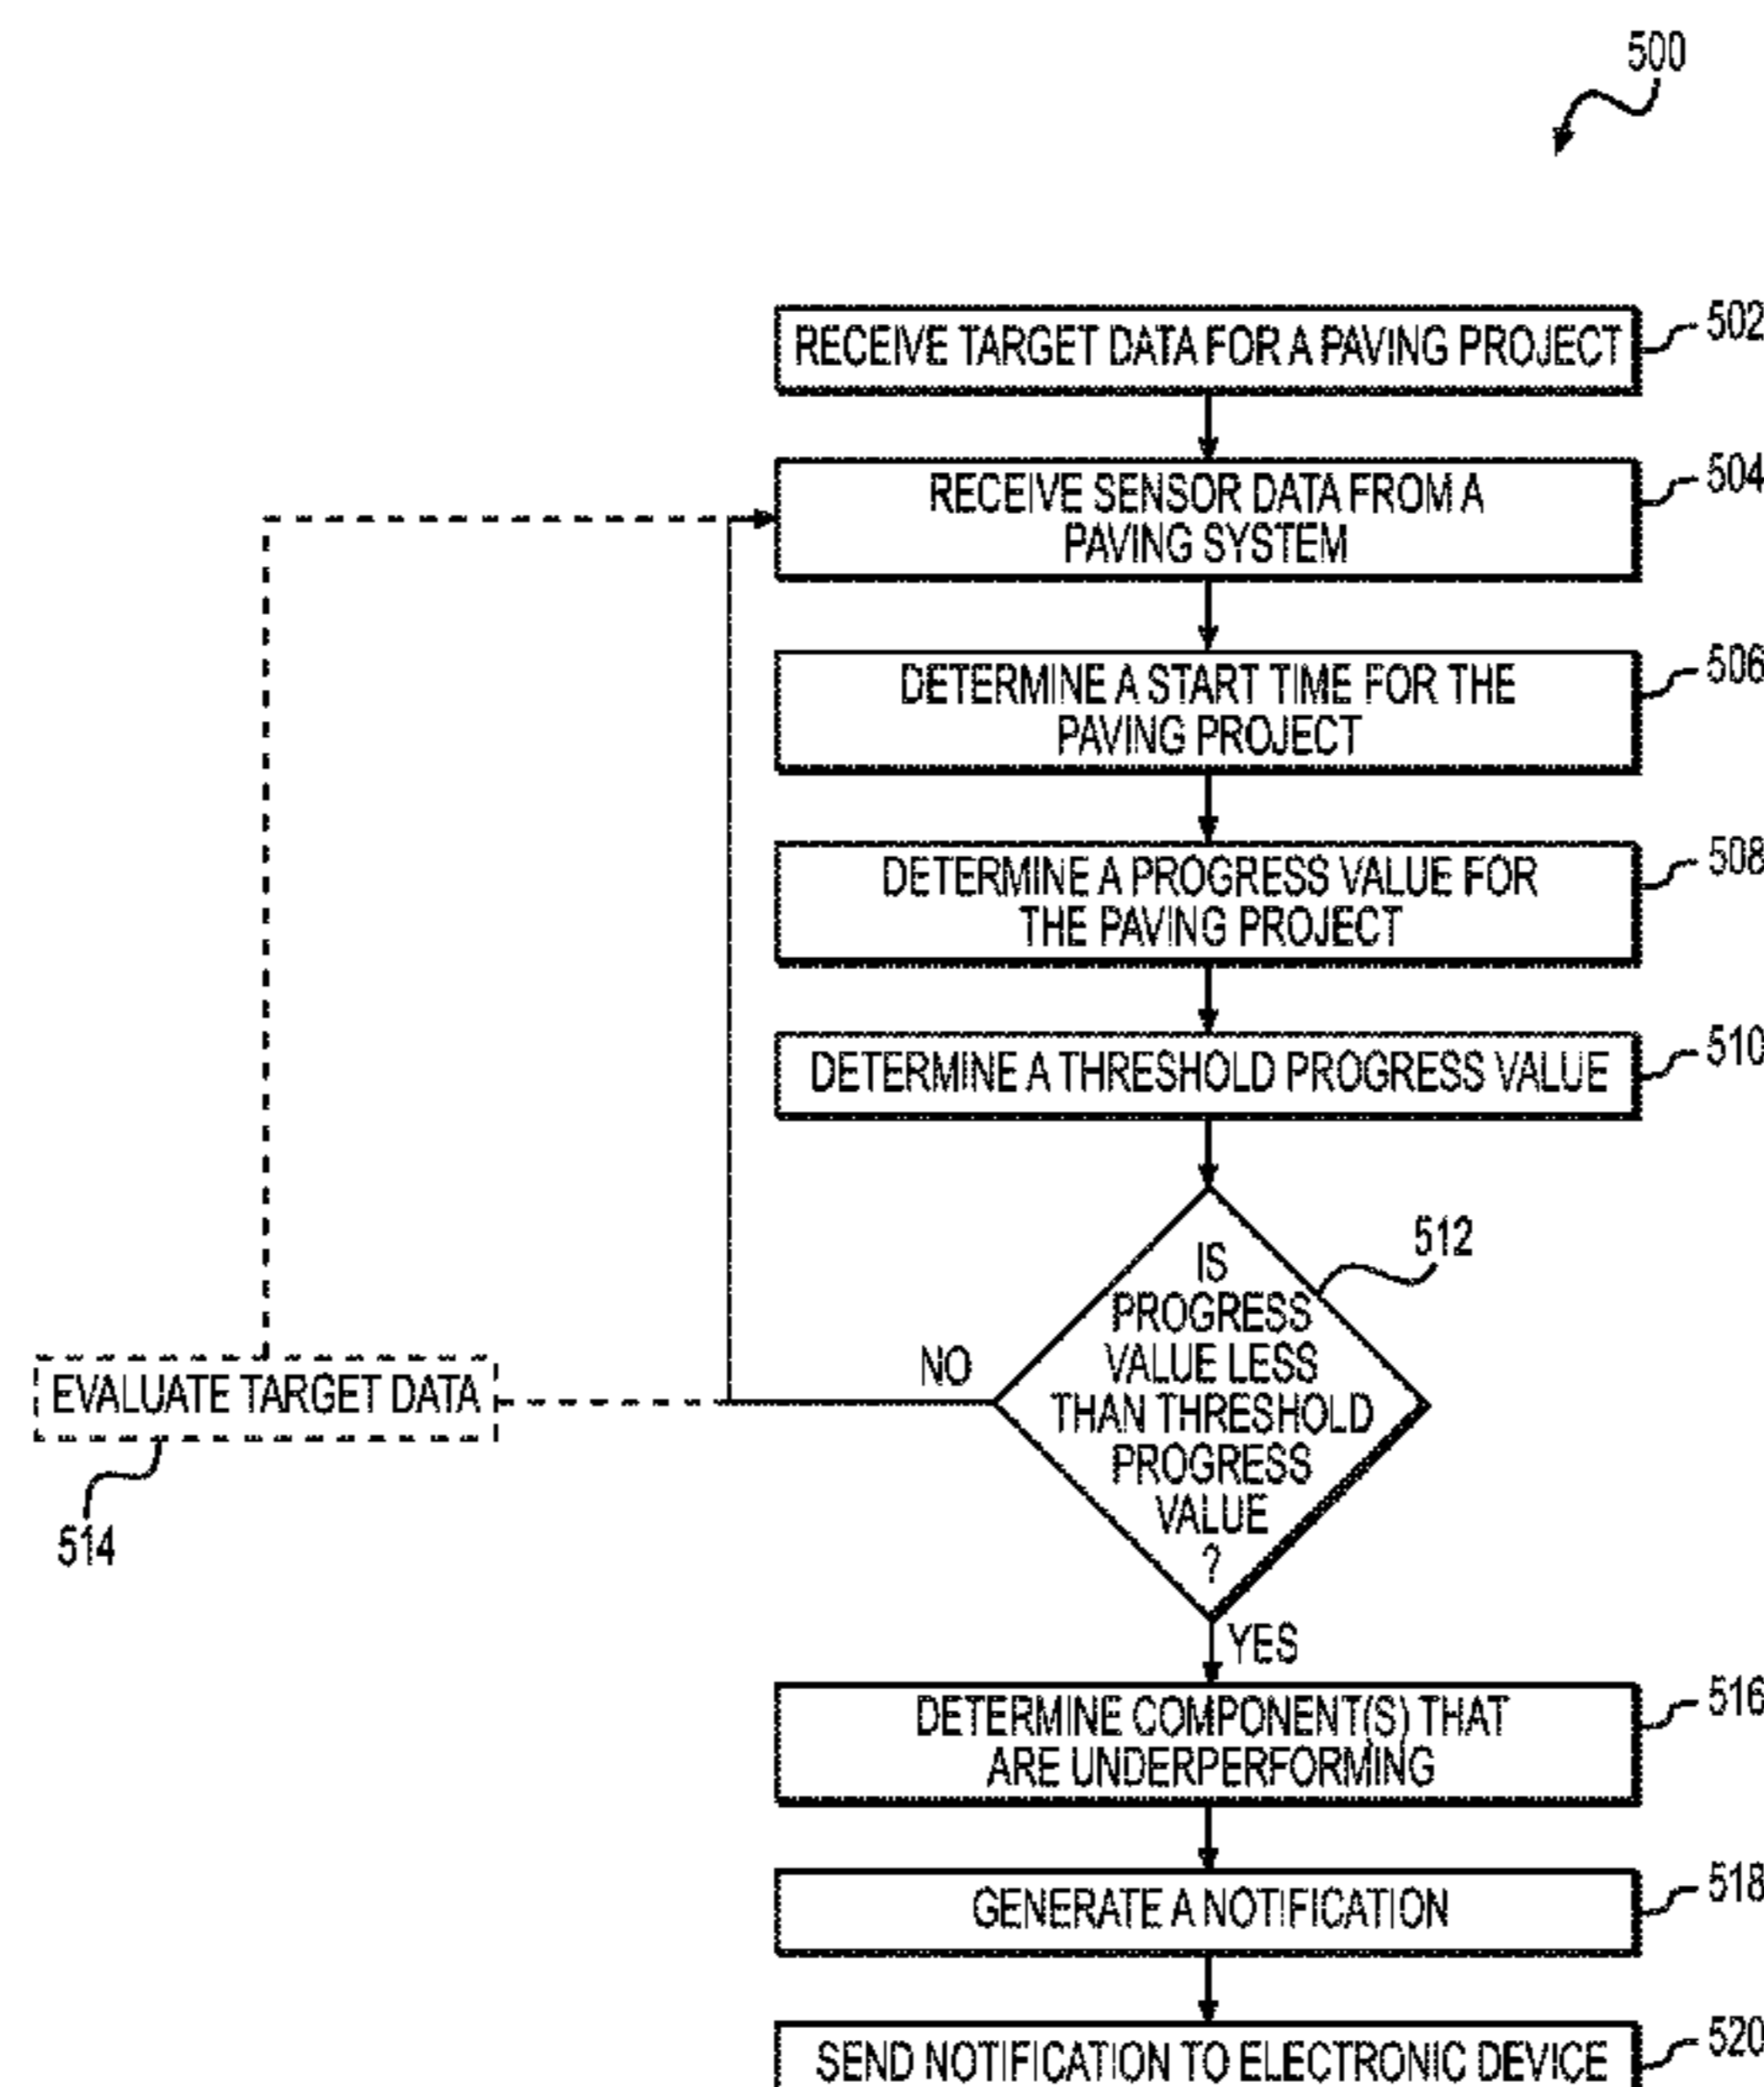 500
RECEIVE TARGET DATA FOR A PAVING PROJECT
502
RECEIVE SENSOR DATA FROM A
PAVING SYSTEM
504
DETERMINE A START TIME FOR THE
PAVING PROJECT
506
DETERMINE A PROGRESS VALUE FOR
THE PAVING PROJECT
508
DETERMINE A THRESHOLD PROGRESS VALUE
510
IS
PROGRESS
VALUE LESS
THAN THRESHOLD
PROGRESS
VALUE
?
512
NO
EVALUATE TARGET DATA
514
YES
DETERMINE COMPONENT(S) THAT
ARE UNDERPERFORMING
516
GENERATE A NOTIFICATION
518
SEND NOTIFICATION TO ELECTRONIC DEVICE
520